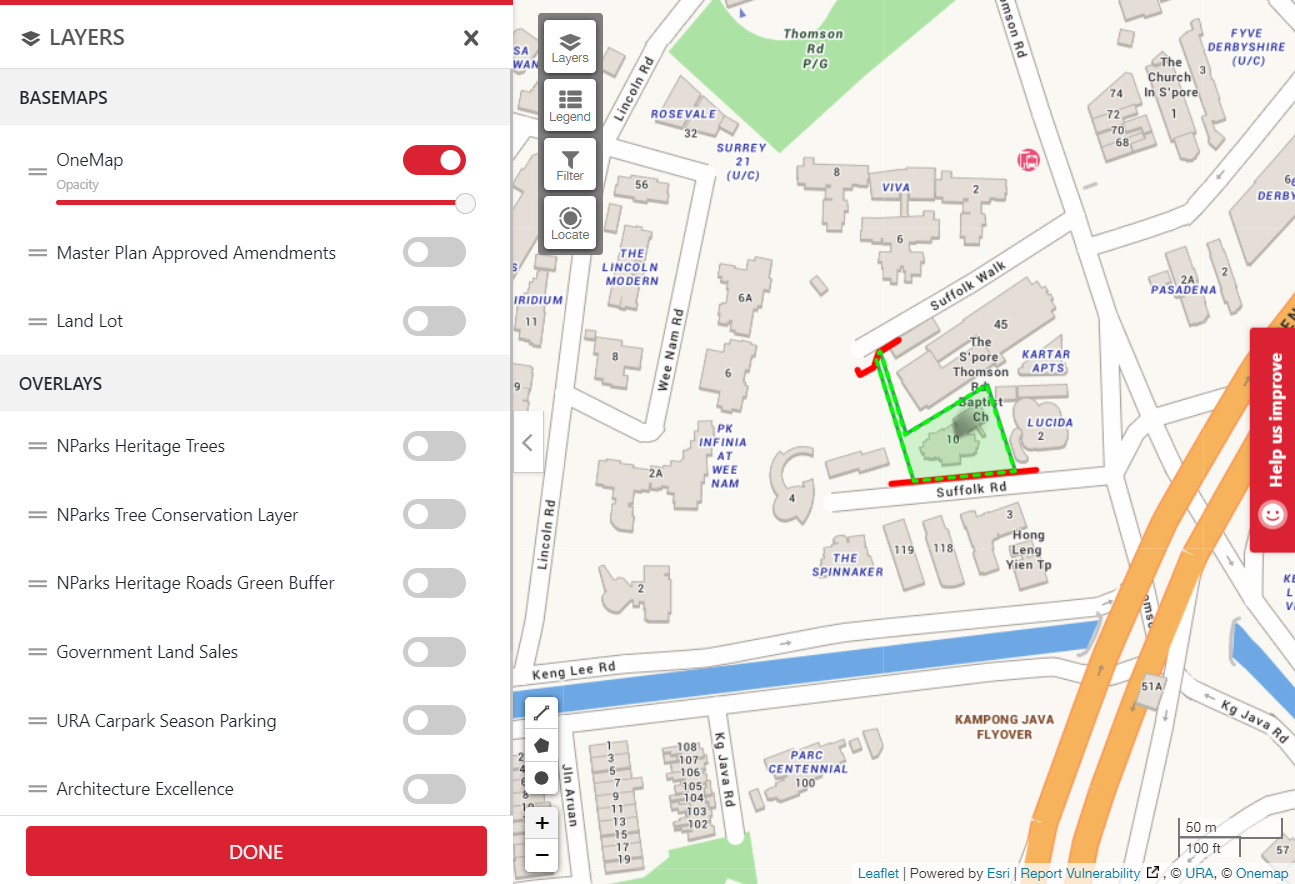 LAYERS
BASEMAPS
OneMap
Opacity
Master Plan Approved Amendments
Land Lot
OVERLAYS
NParks Heritage Trees
NParks Tree Conservation Layer
NParks Heritage Roads Green Buffer
Government Land Sales
URA Carpark Season Parking
Architecture Excellence
DONE
Layers
Legend
Filter
Locate
Thomson
Rd
P/G
Lincoln Rd
ROSEVALE
32
SURREY
21
(U/C)
56
THE
LINCOLN
MODERN
IRIDIUM
11
9
8
Wee Nam Rd
6A
6
8
VIVA
2
6
FYVE
DERBYSHIRE
(U/C)
The
Church
In S'pore
3
1
74
72
70
68
6
DERBY
2A
2
PASADENA
Suffolk Walk
45
The
S'pore
Thomson
Rd
Baptist
Ch
KARTAR
APTS
LUCIDA
2
10
Suffolk Rd
PK
INFINIA
AT
WEE
NAM
2A
4
Lincoln Rd
THE
SPINNAKER
119
118
3
Hong
Leng
Yien Tp
2
Help us improve
Keng Lee Rd
51A
Kg Java Rd
KAMPONG JAVA
FLYOVER
PARC
CENTENNIAL
100
Kg Java Rd
Jln Aruan
1
3
5
7
9
11
13
15
17
19
108
107
106
105
104
103
102
+
−
50 m
100 ft
57
Leaflet | Powered by Esri | Report Vulnerability , © URA, © Onemap